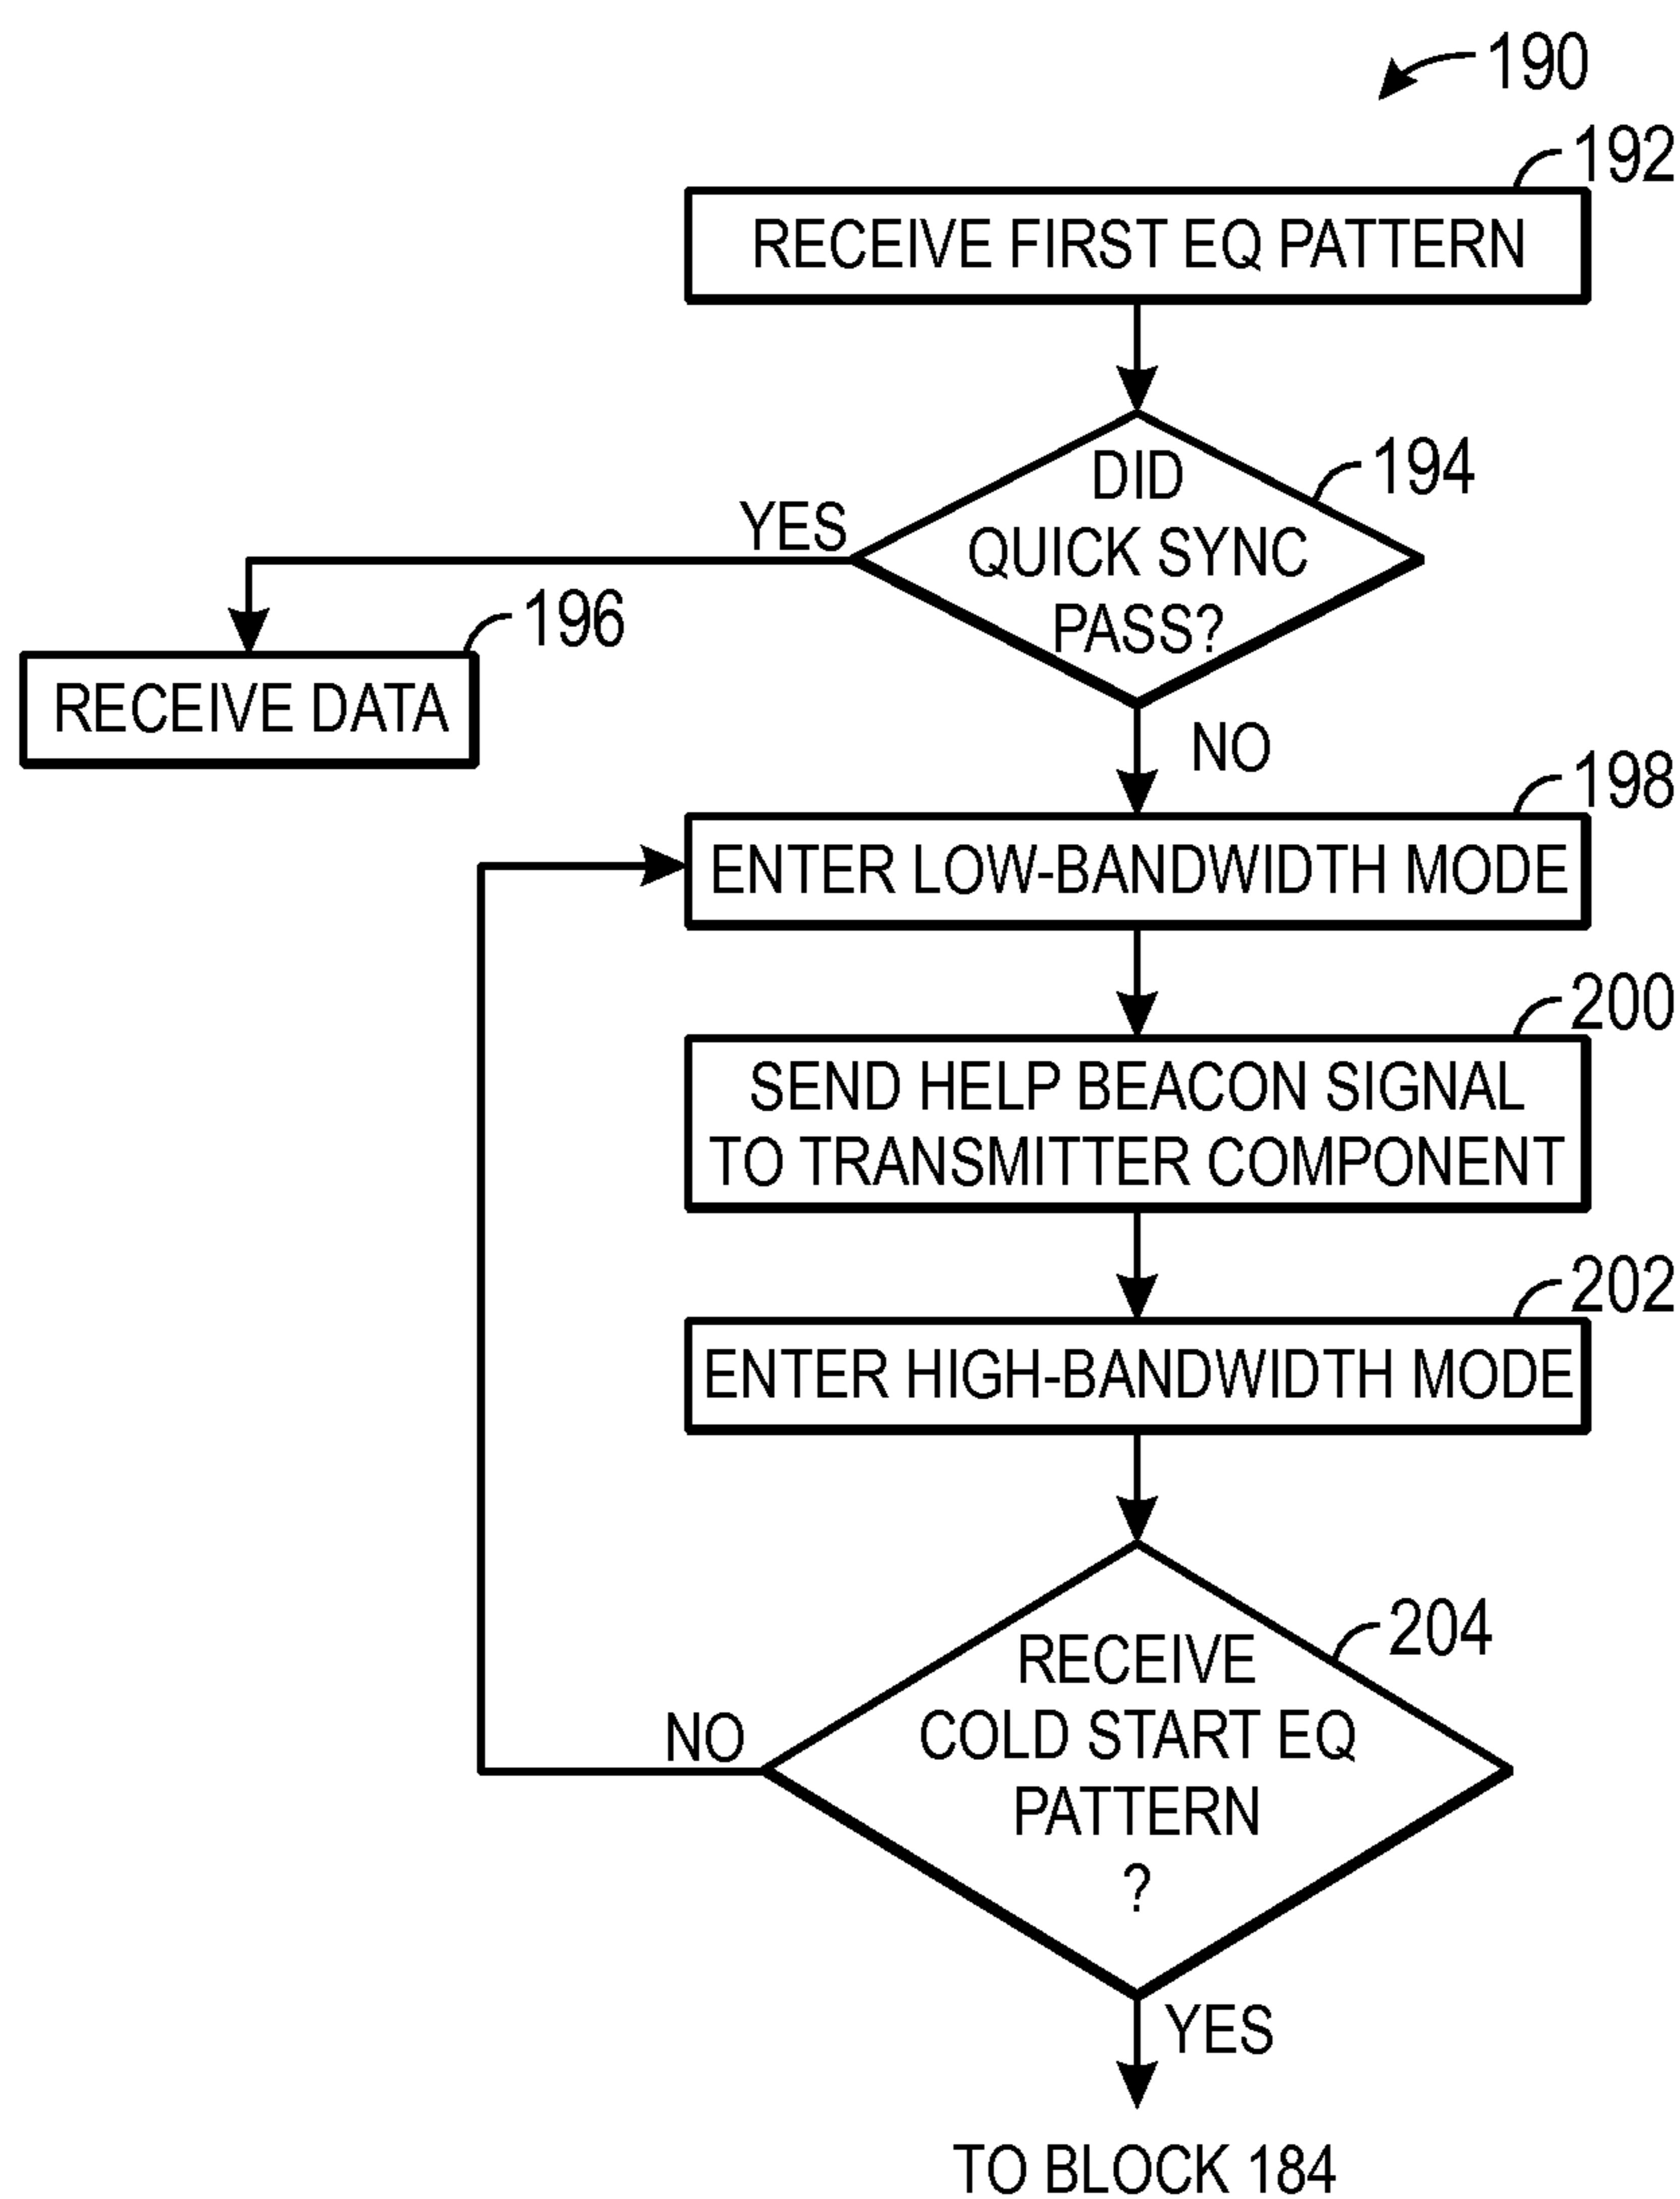 190
192
RECEIVE FIRST EQ PATTERN
194
DID
QUICK SYNC
PASS?
YES
196
RECEIVE DATA
NO
198
ENTER LOW-BANDWIDTH MODE
200
SEND HELP BEACON SIGNAL
TO TRANSMITTER COMPONENT
202
ENTER HIGH-BANDWIDTH MODE
204
RECEIVE
COLD START EQ
PATTERN
?
NO
YES
TO BLOCK 184